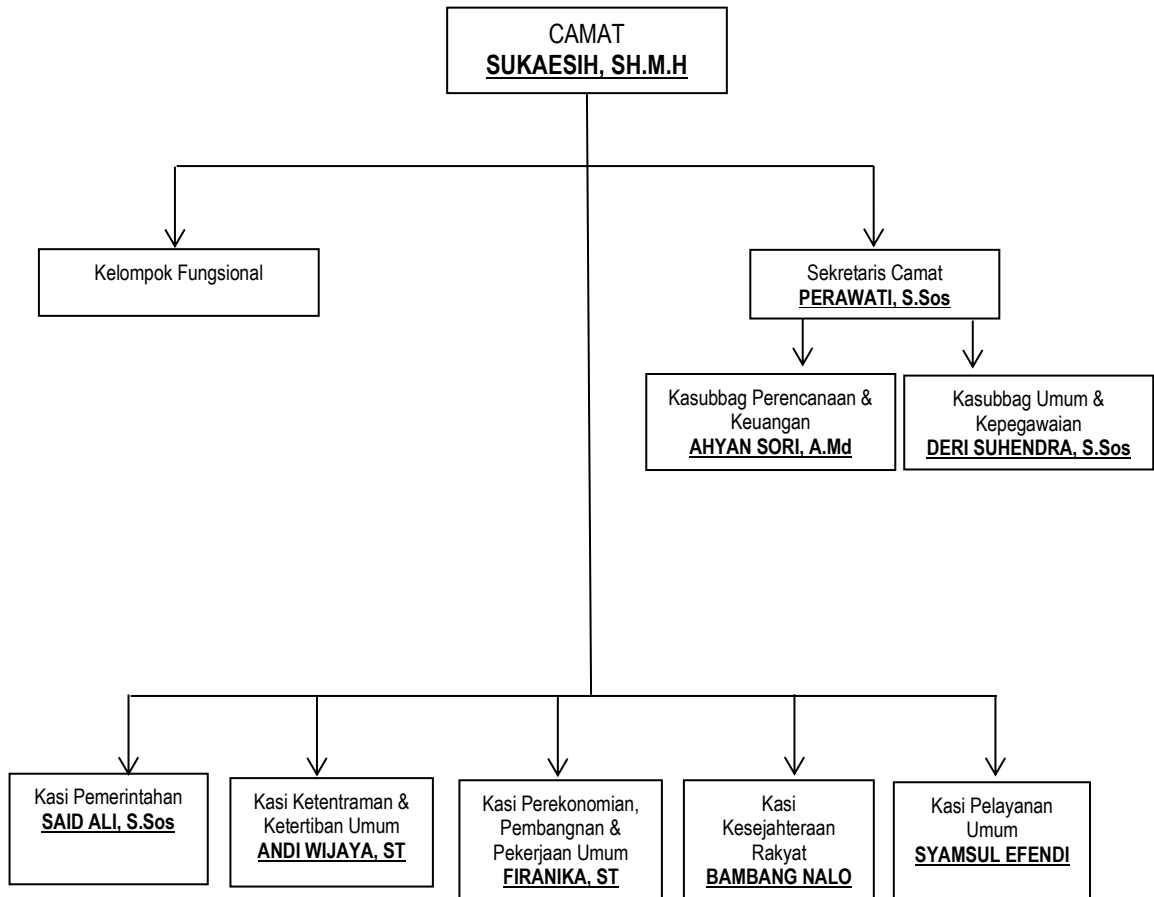 CAMAT
SUKAESIH, SH.M.H
Kelompok Fungsional
Sekretaris Camat
PERAWATI, S.Sos
Kasubbag Perencanaan &
Keuangan
AHYAN SORI, A.Md
Kasubbag Umum &
Kepegawaian
DERI SUHENDRA, S.Sos
Kasi Pemerintahan
SAID ALI, S.Sos
Kasi Ketentraman &
Ketertiban Umum
ANDI WIJAYA, ST
Kasi Perekonomian,
Pembangnan &
Pekerjaan Umum
FIRANIKA, ST
Kasi
Kesejahteraan
Rakyat
BAMBANG NALO
Kasi Pelayanan
Umum
SYAMSUL EFENDI